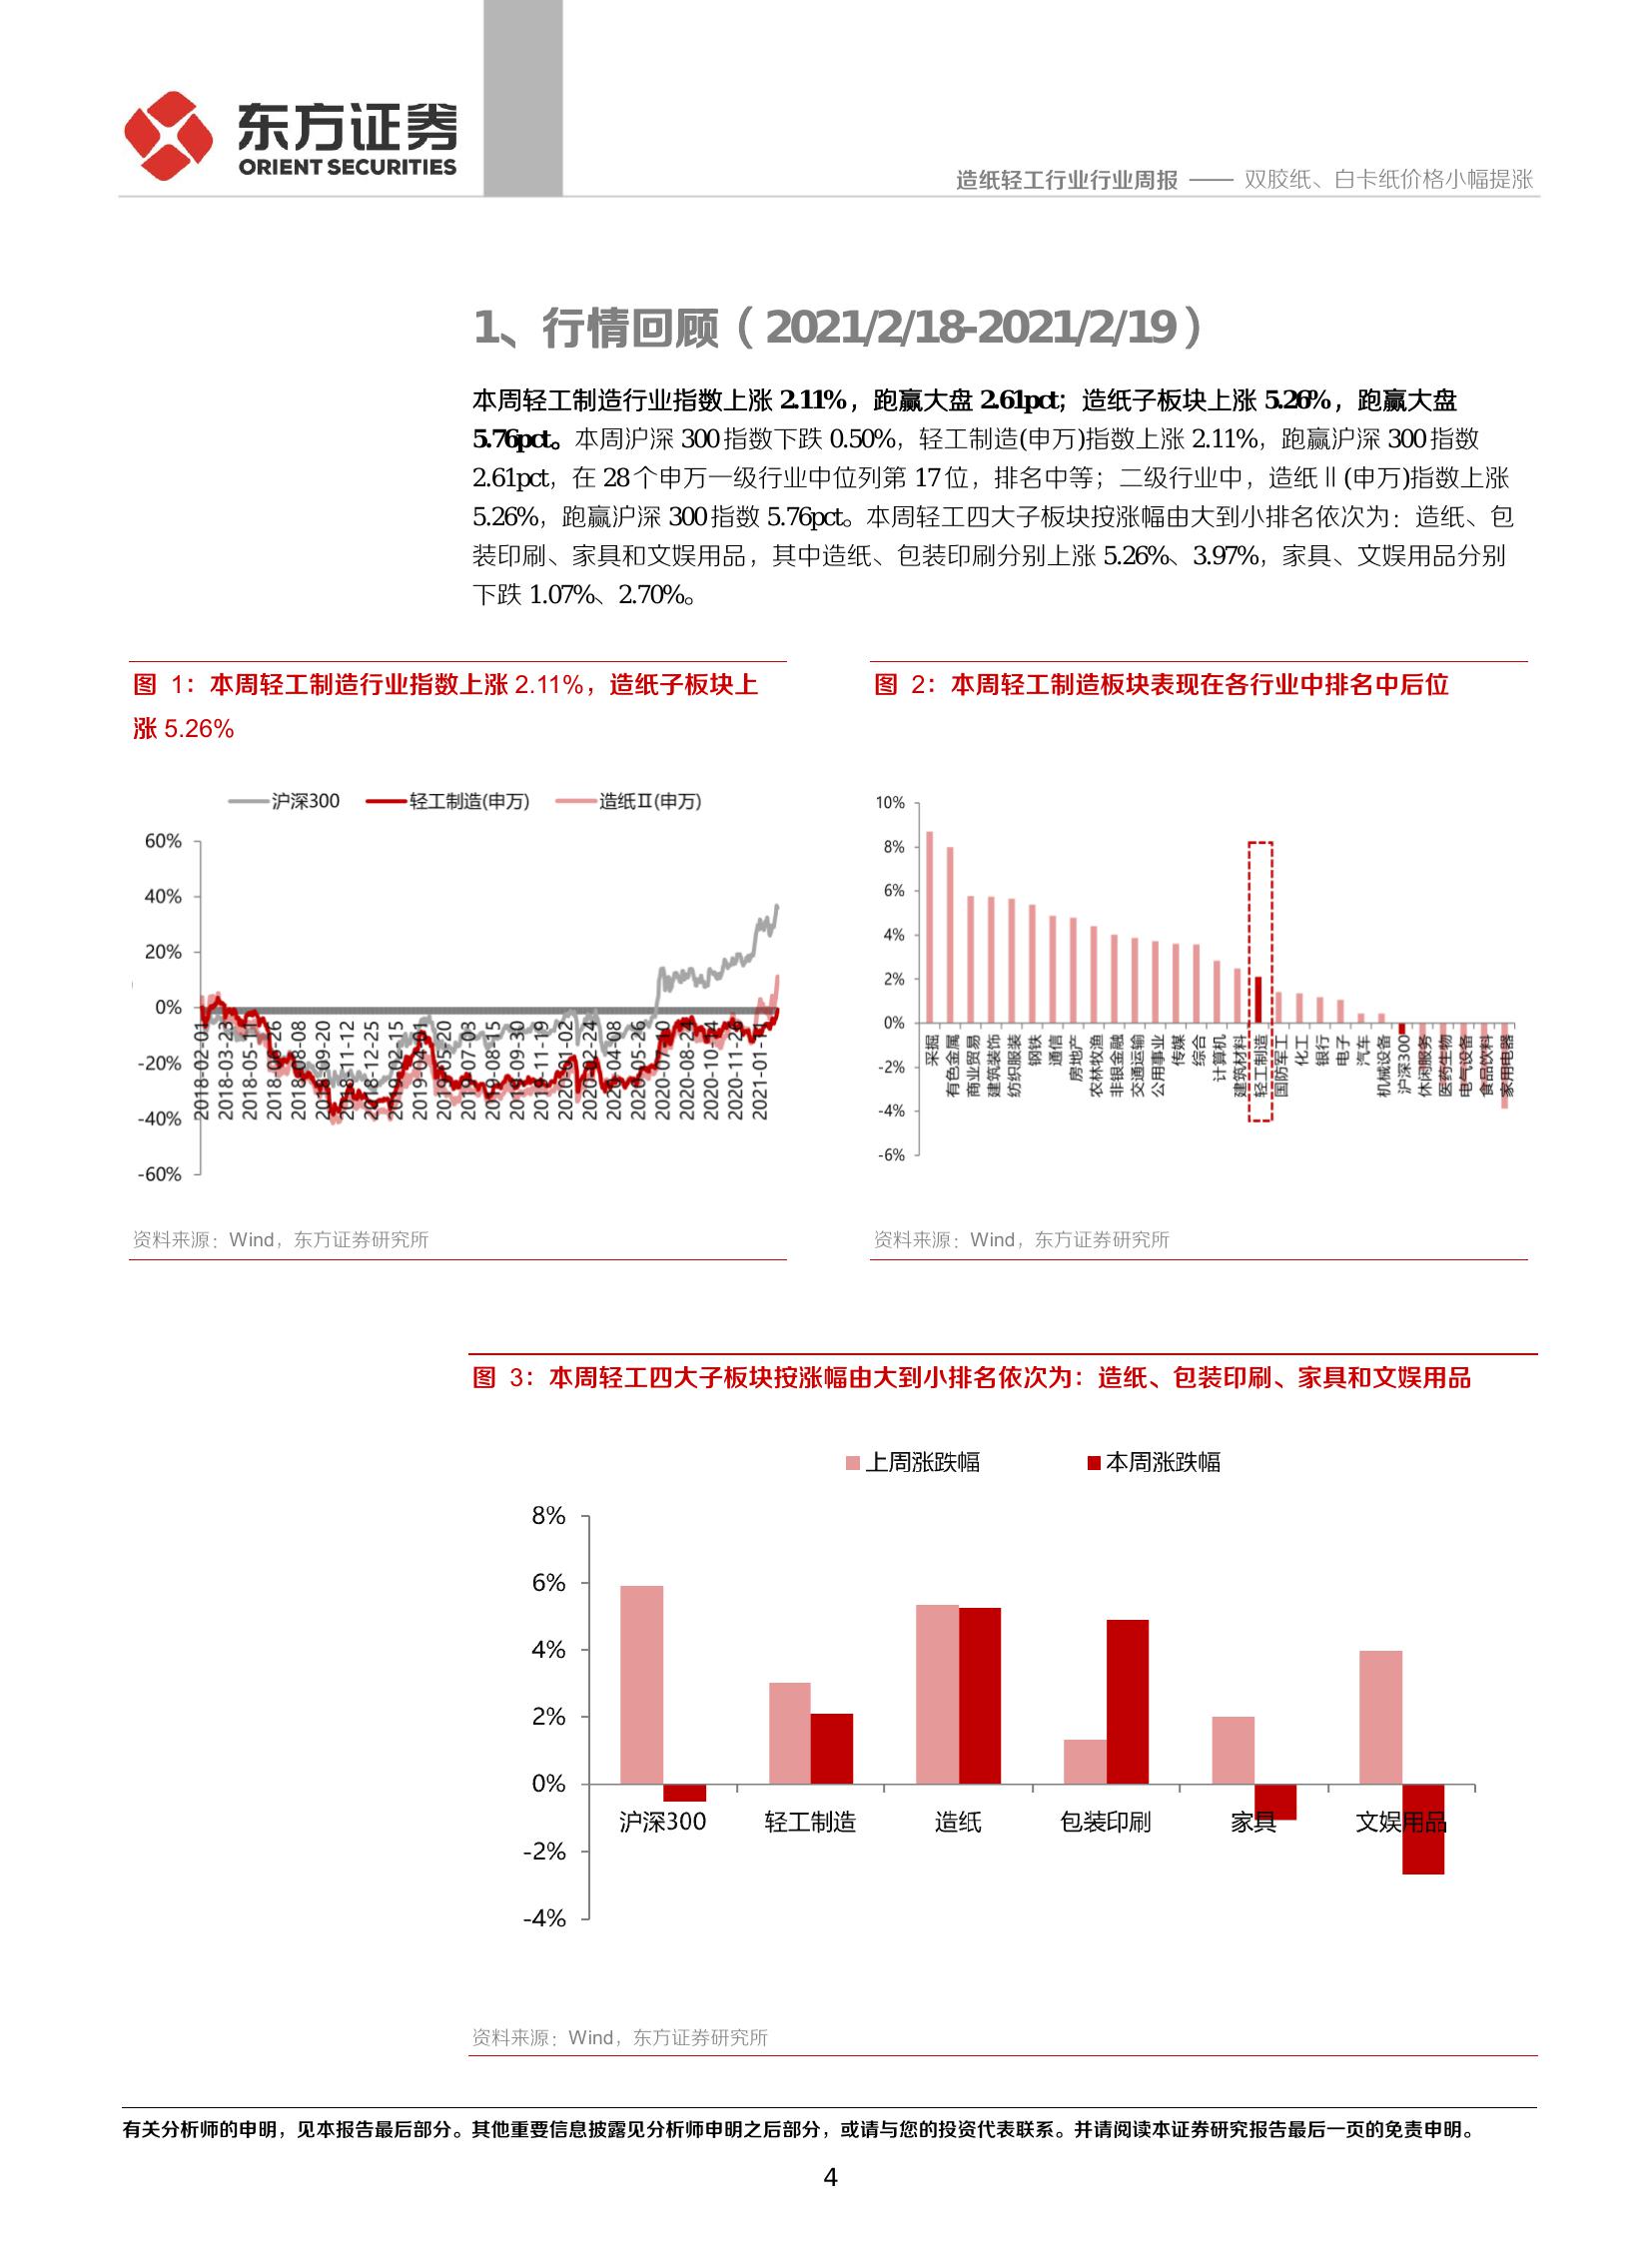 东方证券
ORIENT SECURITIES
造纸轻工行业行业周报 —— 双胶纸、白卡纸价格小幅提涨
1、行情回顾（2021/2/18-2021/2/19）
本周轻工制造行业指数上涨 2.11%，跑赢大盘 2.61pct；造纸子板块上涨 5.26%，跑赢大盘
5.76pct。本周沪深 300 指数下跌 0.50%，轻工制造(申万)指数上涨 2.11%，跑赢沪深 300 指数
2.61pct，在 28 个申万一级行业中位列第 17 位，排名中等；二级行业中，造纸Ⅱ(申万)指数上涨
5.26%，跑赢沪深 300 指数 5.76pct。本周轻工四大子板块按涨幅由大到小排名依次为：造纸、包
装印刷、家具和文娱用品，其中造纸、包装印刷分别上涨 5.26%、3.97%，家具、文娱用品分别
下跌 1.07%、2.70%。
图 1：本周轻工制造行业指数上涨 2.11%，造纸子板块上
涨 5.26%
沪深300 轻工制造(申万) 造纸Ⅱ(申万)
60%
40%
20%
0%
-20%
-40%
-60%
2018-02-01
2018-03-23
2018-05-11
2018-06-26
2018-08-08
2018-09-20
2018-11-12
2018-12-25
2019-02-15
2019-04-01
2019-05-20
2019-07-03
2019-08-15
2019-09-30
2019-11-19
2020-01-02
2020-02-24
2020-04-08
2020-05-26
2020-07-10
2020-08-24
2020-10-14
2020-11-26
2021-01-11
资料来源：Wind，东方证券研究所
图 2：本周轻工制造板块表现在各行业中排名中后位
10%
8%
6%
4%
2%
0%
-2%
-4%
-6%
采掘
有色金属
商业贸易
建筑装饰
纺织服装
钢铁
通信
房地产
农林牧渔
非银金融
交通运输
公用事业
传媒
综合
计算机
建筑材料
轻工制造
国防军工
化工
银行
电子
汽车
机械设备
沪深300
休闲服务
医药生物
电气设备
食品饮料
家用电器
资料来源：Wind，东方证券研究所
图 3：本周轻工四大子板块按涨幅由大到小排名依次为：造纸、包装印刷、家具和文娱用品
上周涨跌幅 本周涨跌幅
8%
6%
4%
2%
0%
-2%
-4%
沪深300 轻工制造 造纸 包装印刷 家具 文娱用品
资料来源：Wind，东方证券研究所
有关分析师的申明，见本报告最后部分。其他重要信息披露见分析师申明之后部分，或请与您的投资代表联系。并请阅读本证券研究报告最后一页的免责申明。
4